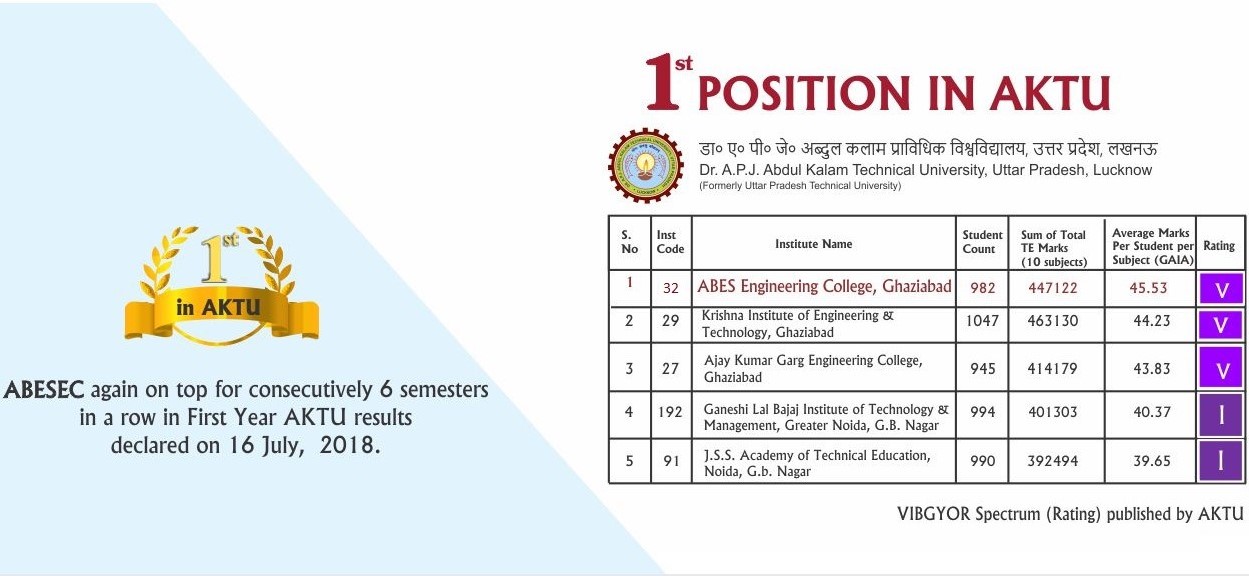 1st POSITION IN AKTU
डा० ए० पी० जे० अब्दुल कलाम प्राविधिक विश्वविद्यालय, उत्तर प्रदेश, लखनऊ
Dr. A.P.J. Abdul Kalam Technical University, Uttar Pradesh, Lucknow
(Formerly Uttar Pradesh Technical University)
1st
in AKTU
ABESEC again on top for consecutively 6 semesters
in a row in First Year AKTU results
declared on 16 July, 2018.
S. No Inst Code Institute Name Student Count Sum of Total TE Marks (10 subjects) Average Marks Per Student per Subject (GAIA) Rating
1 32 ABES Engineering College, Ghaziabad 982 447122 45.53 V
2 29 Krishna Institute of Engineering & Technology, Ghaziabad 1047 463130 44.23 V
3 27 Ajay Kumar Garg Engineering College, Ghaziabad 945 414179 43.83 V
4 192 Ganeshi Lal Bajaj Institute of Technology & Management, Greater Noida, G.B. Nagar 994 401303 40.37 I
5 91 J.S.S. Academy of Technical Education, Noida, G.b. Nagar 990 392494 39.65 I
VIBGYOR Spectrum (Rating) published by AKTU